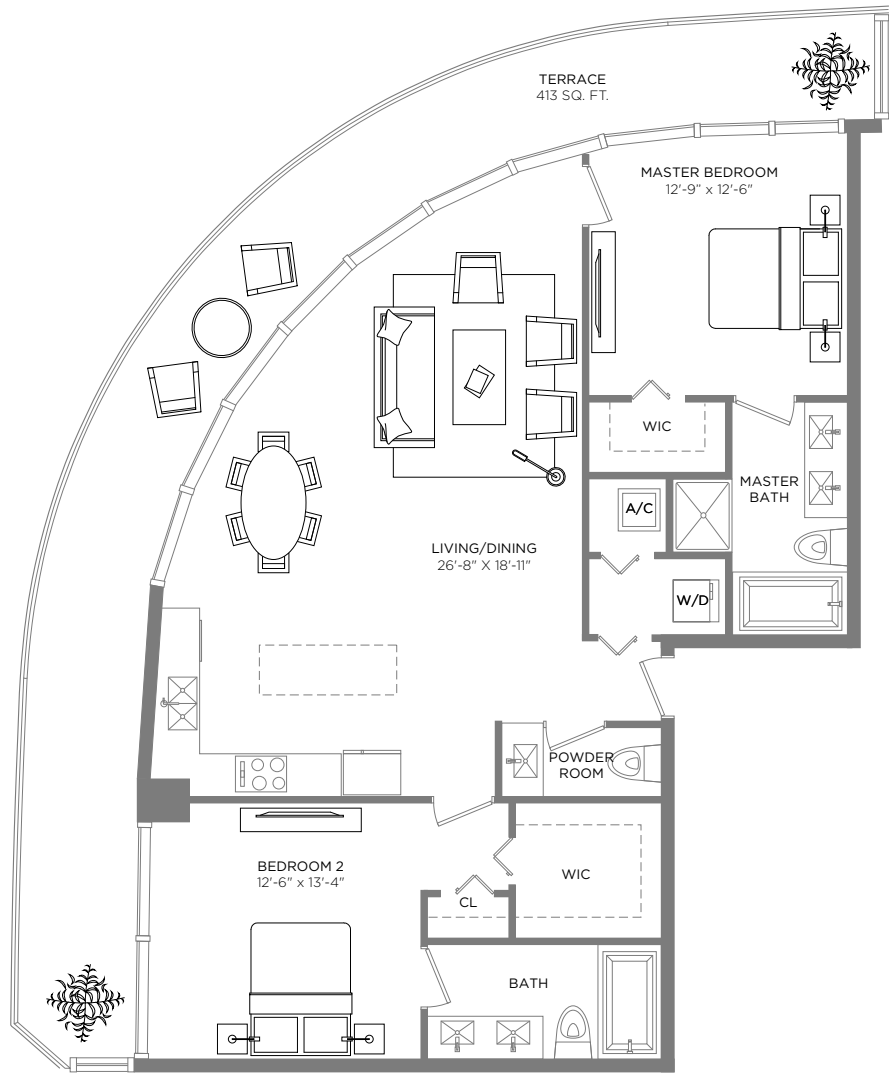 TERRACE
413 SQ. FT.
MASTER BEDROOM
12'-9" x 12'-6"
WIC
MASTER
BATH
A/C
LIVING/DINING
26'-8" X 18'-11"
W/D
POWDER
ROOM
BEDROOM 2
12'-6" x 13'-4"
WIC
CL
BATH